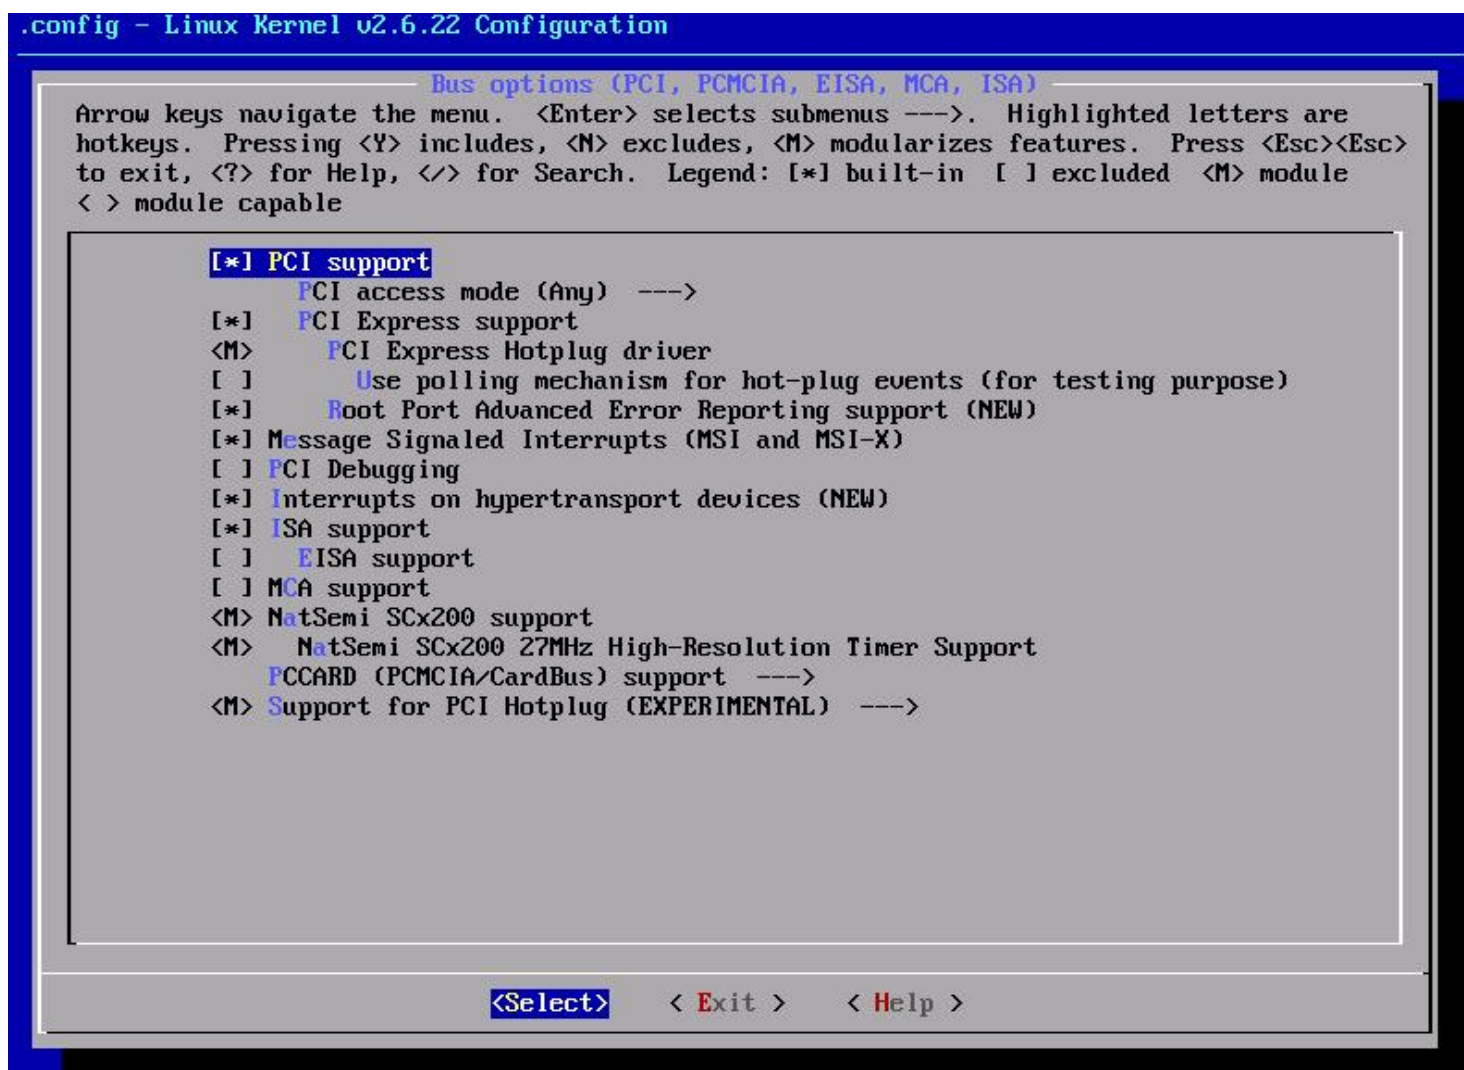 .config - Linux Kernel v2.6.22 Configuration
Bus options (PCI, PCMCIA, EISA, MCA, ISA)
Arrow keys navigate the menu.  <Enter> selects submenus --->.  Highlighted letters are
hotkeys.  Pressing <Y> includes, <N> excludes, <M> modularizes features.  Press <Esc><Esc>
to exit, <?> for Help, </> for Search.  Legend: [*] built-in  [ ] excluded  <M> module
< > module capable
[*] PCI support
PCI access mode (Any)  --->
[*]   PCI Express support
<M>     PCI Express Hotplug driver
[ ]       Use polling mechanism for hot-plug events (for testing purpose)
[*]     Root Port Advanced Error Reporting support (NEW)
[*] Message Signaled Interrupts (MSI and MSI-X)
[ ] PCI Debugging
[*] Interrupts on hypertransport devices (NEW)
[*] ISA support
[ ]   EISA support
[ ] MCA support
<M> NatSemi SCx200 support
<M>   NatSemi SCx200 27MHz High-Resolution Timer Support
PCCARD (PCMCIA/CardBus) support  --->
<M> Support for PCI Hotplug (EXPERIMENTAL)  --->
<Select>    < Exit >    < Help >